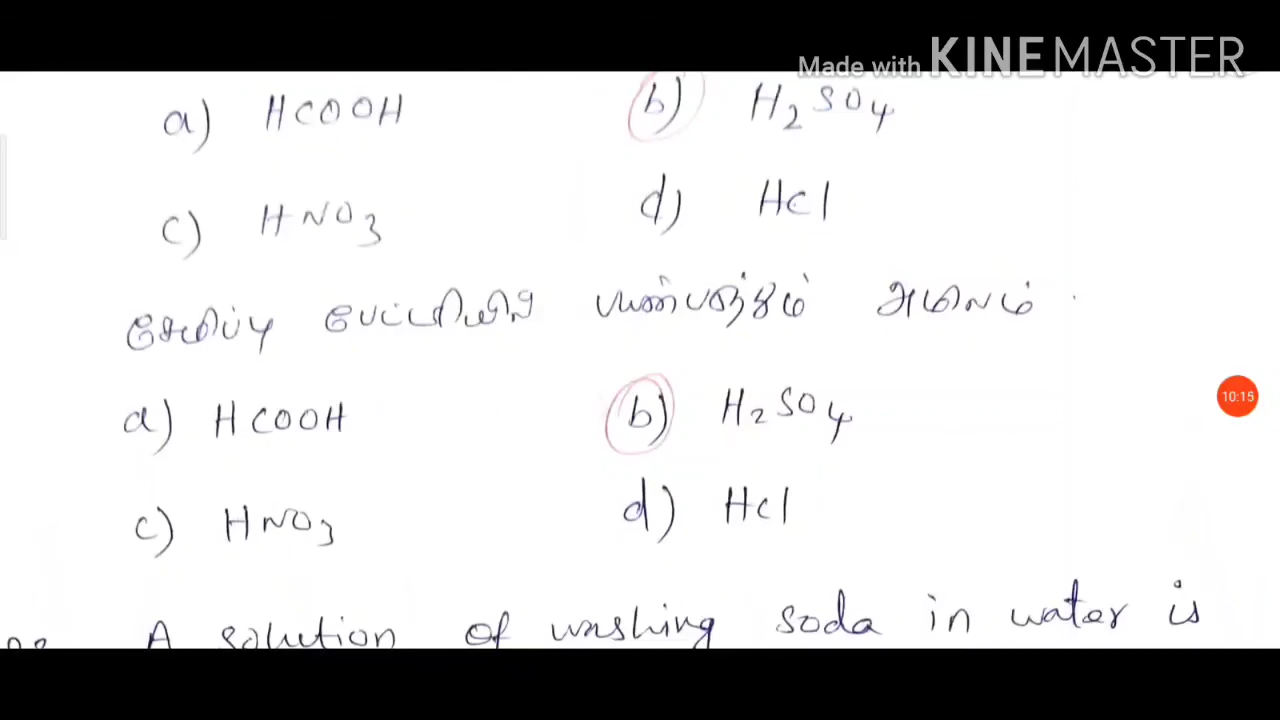 Made with KINEMASTER
a) HCOOH b) H2SO4
c) HNO3 d) HCl
சேமிப்பு பேட்டரியில் பயன்படும் அமிலம்
a) HCOOH b) H2SO4
c) HNO3 d) HCl
A solution of washing soda in water is
10:15